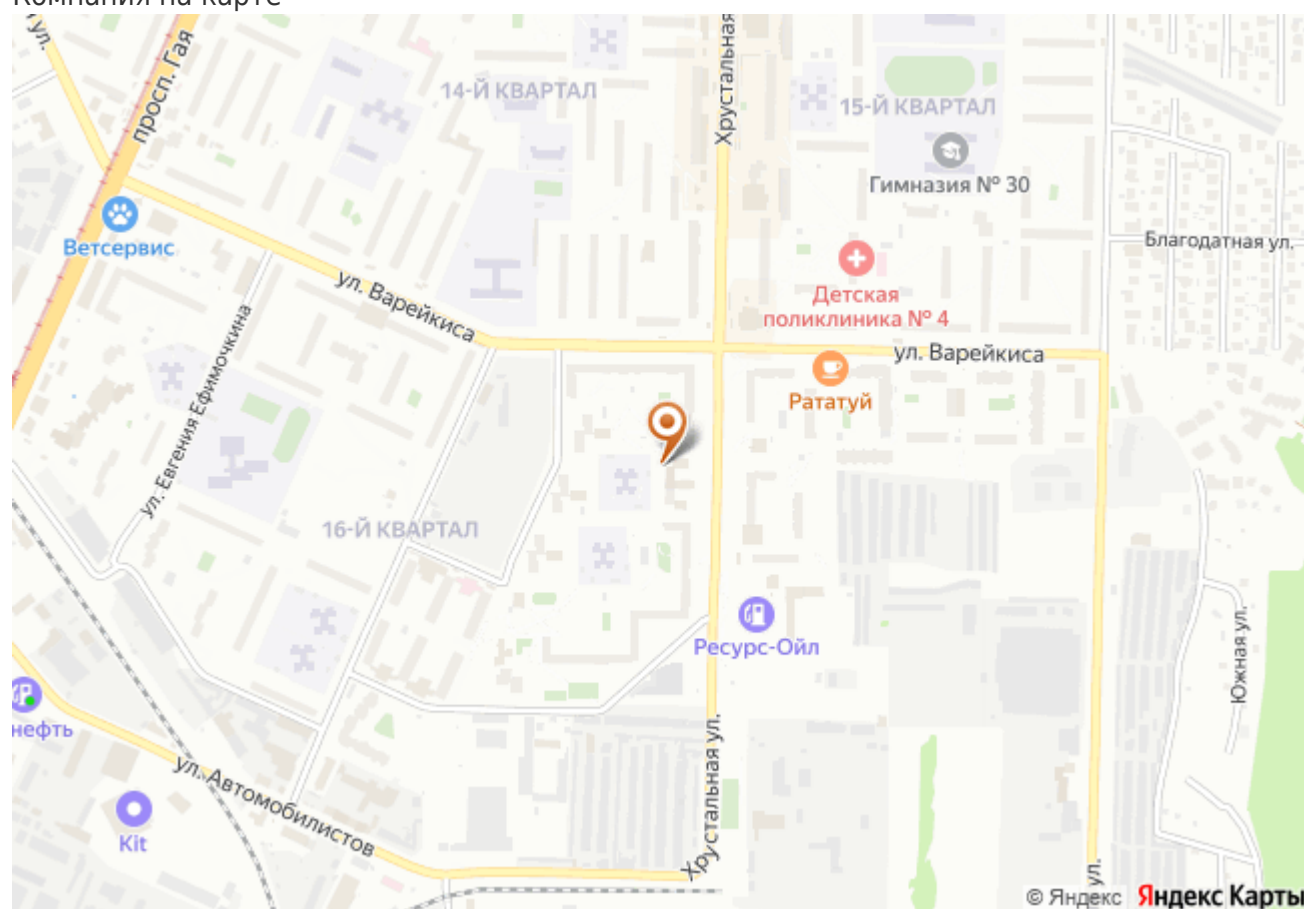 Компания на карте
ул.
просп. Гая
14-Й КВАРТАЛ
Хрустальная
15-Й КВАРТАЛ
Гимназия № 30
Ветсервис
Благодатная ул.
ул. Варейкиса
Детская
поликлиника № 4
ул. Варейкиса
Рататуй
ул. Евгения Ефимочкина
16-Й КВАРТАЛ
Ресурс-Ойл
Южная ул.
нефть
ул. Автомобилистов
Хрустальная ул.
Kit
ул.
© Яндекс Яндекс Карты